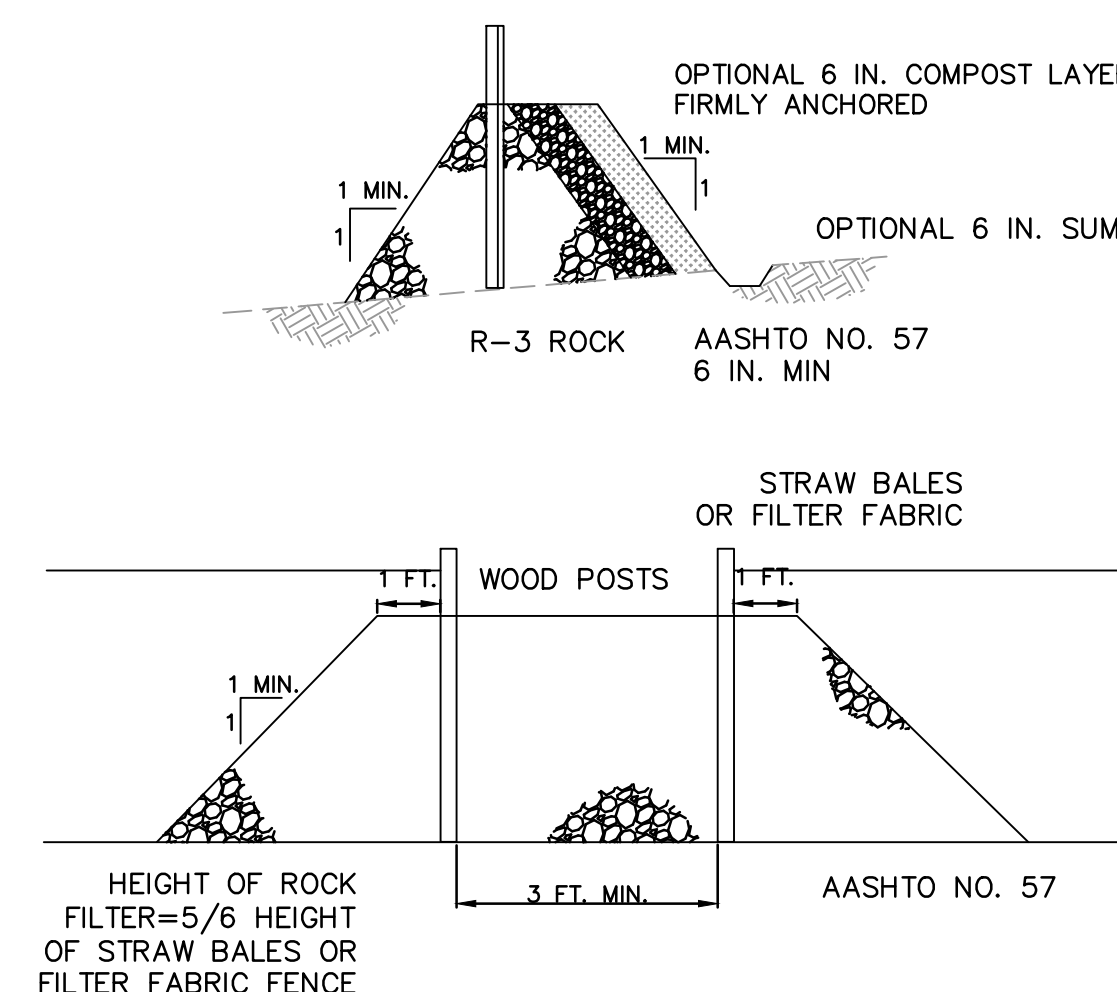 OPTIONAL 6 IN. COMPOST
FIRMLY ANCHORED
1 MIN.
1
1 MIN.
1
OPTIONAL 6 IN.
R-3 ROCK
AASHTO NO. 57
6 IN. MIN
STRAW BALES
OR FILTER FABRIC
1 FT.
WOOD POSTS
1 FT.
1 MIN.
1
3 FT. MIN.
HEIGHT OF ROCK
FILTER=5/6 HEIGHT
OF STRAW BALES OR
FILTER FABRIC FENCE
AASHTO NO. 57